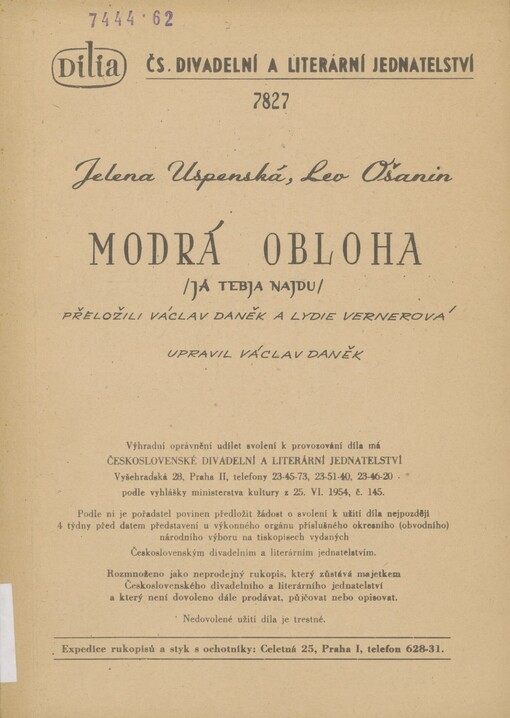 7444·62
Dilia
ČS. DIVADELNÍ A LITERÁRNÍ JEDNATELSTVÍ
7827
Jelena Uspenská, Lev Ošanin
MODRÁ OBLOHA
/JÁ TEBJA NAJDU/
PŘELOŽILI VÁCLAV DANĚK A LYDIE VERNEROVÁ
UPRAVIL VÁCLAV DANĚK
Výhradní oprávnění udílet svolení k provozování díla má
ČESKOSLOVENSKÉ DIVADELNÍ A LITERÁRNÍ JEDNATELSTVÍ
Vyšehradská 28, Praha II, telefony 23-45-73, 23-51-40, 23-46-20
podle vyhlášky ministerstva kultury z 25. VI. 1954, č. 145.
Podle ní je pořadatel povinen předložit žádost o svolení k užití díla nejpozději
4 týdny před datem představení u výkonného orgánu příslušného okresního (obvodního)
národního výboru na tiskopisech vydaných
Československým divadelním a literárním jednatelstvím.
Rozmnoženo jako neprodejný rukopis, který zůstává majetkem
Československého divadelního a literárního jednatelství
a který není dovoleno dále prodávat, půjčovat nebo opisovat.
Nedovolené užití díla je trestné.
Expedice rukopisů a styk s ochotníky: Celetná 25, Praha I, telefon 628-31.